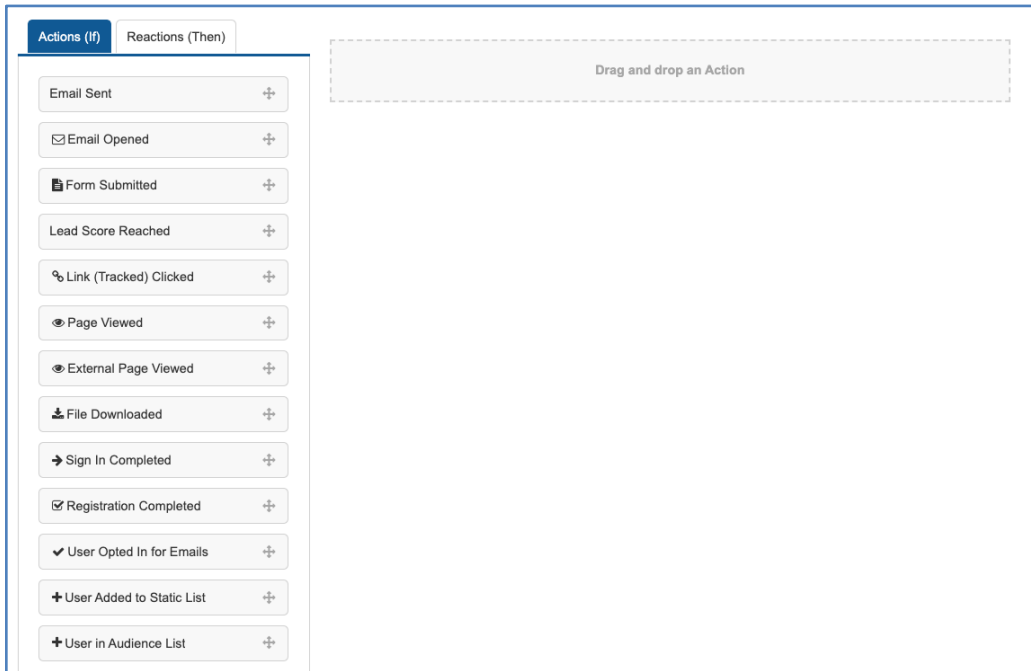 Actions (If)
Reactions (Then)
Drag and drop an Action
Email Sent
Email Opened
Form Submitted
Lead Score Reached
Link (Tracked) Clicked
Page Viewed
External Page Viewed
File Downloaded
Sign In Completed
Registration Completed
User Opted In for Emails
User Added to Static List
User in Audience List